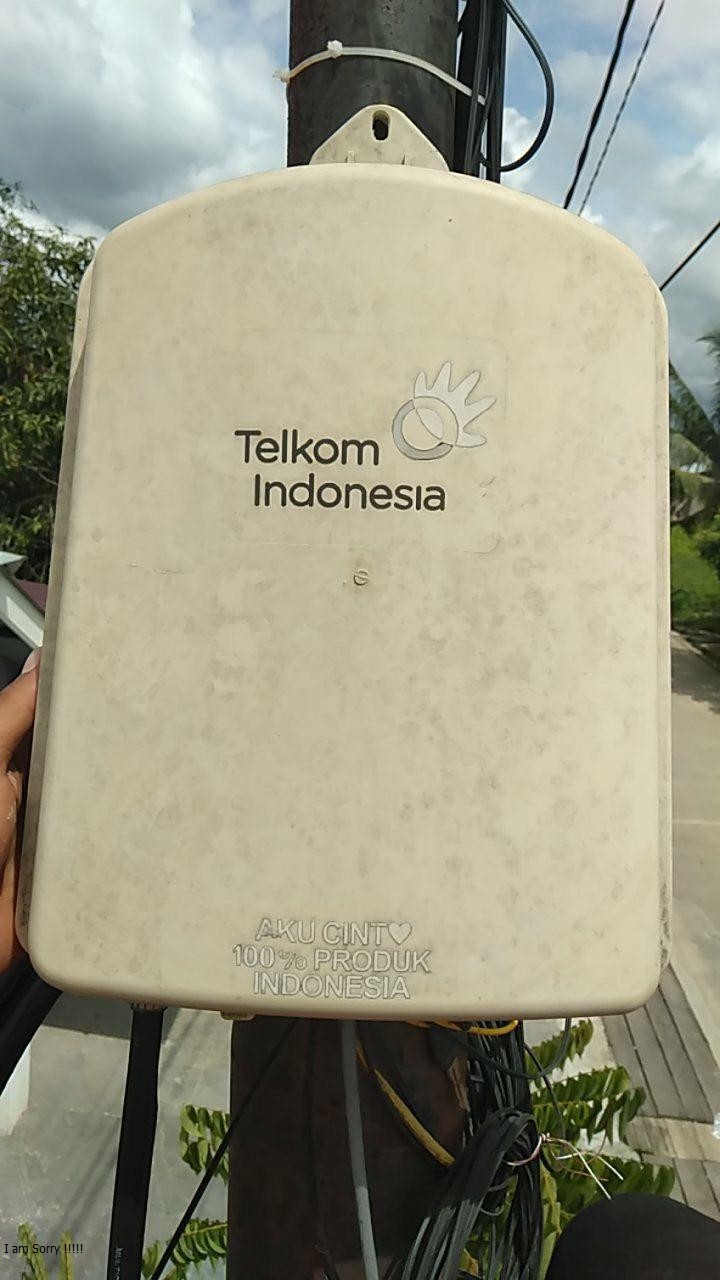 Telkom
Indonesia
AKU CINT♥
100% PRODUK
INDONESIA
I am Sorry !!!!!